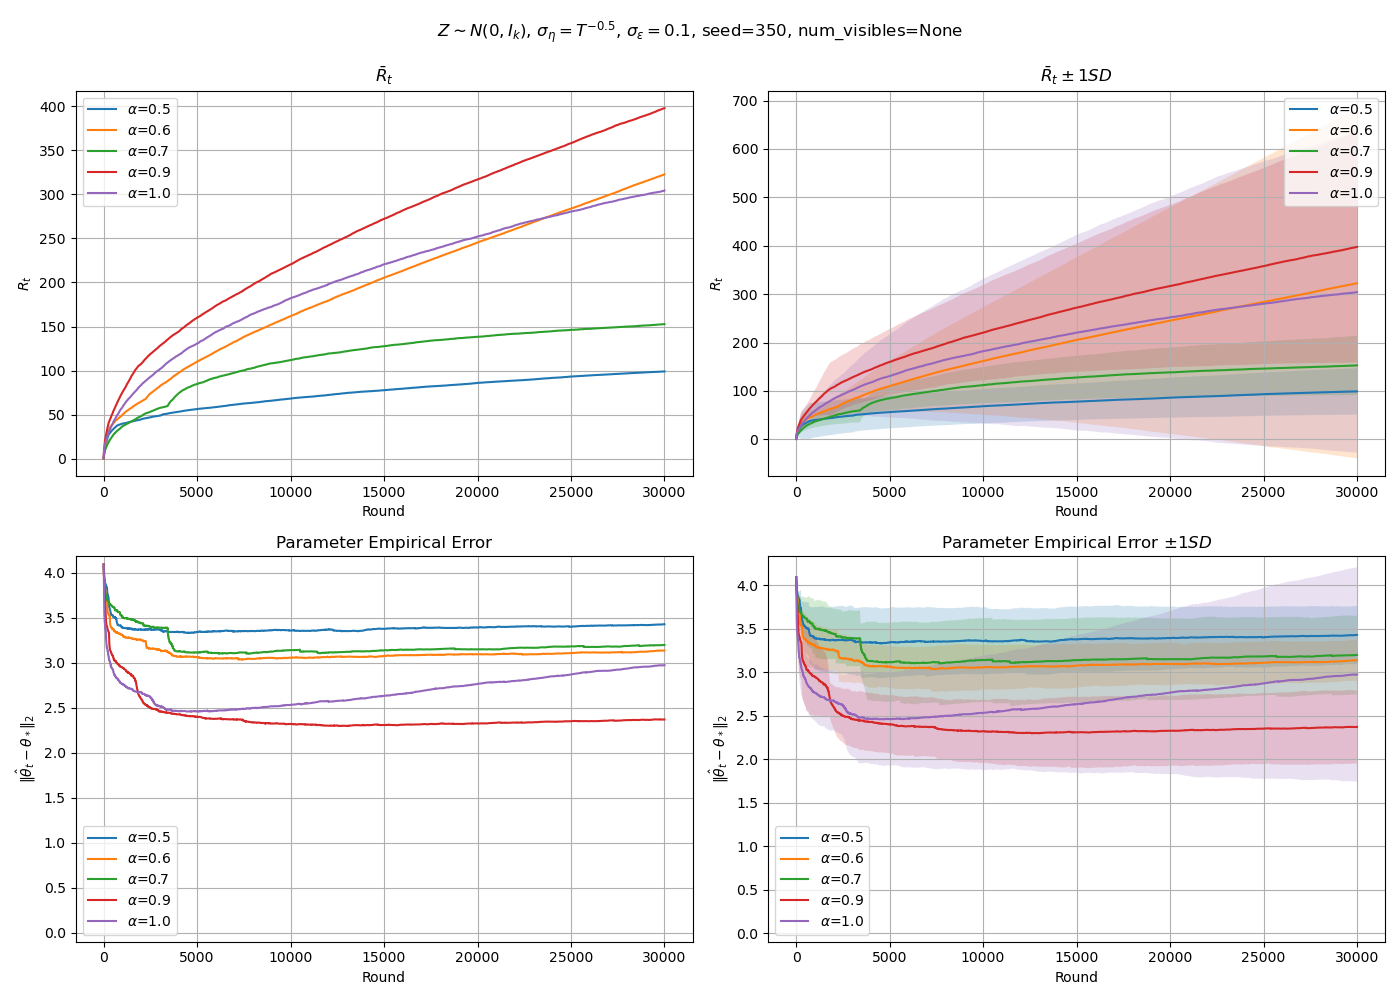 Z ∼ N(0, I_k), σ_η = T^{−0.5}, σ_ε = 0.1, seed=350, num_visibles=None
R̄_t
R_t
400
350
300
250
200
150
100
50
0
α=0.5
α=0.6
α=0.7
α=0.9
α=1.0
0 5000 10000 15000 20000 25000 30000
Round
R̄_t ± 1SD
R_t
700
600
500
400
300
200
100
0
α=0.5
α=0.6
α=0.7
α=0.9
α=1.0
0 5000 10000 15000 20000 25000 30000
Round
Parameter Empirical Error
‖θ̂_t − θ_*‖_2
4.0
3.5
3.0
2.5
2.0
1.5
1.0
0.5
0.0
α=0.5
α=0.6
α=0.7
α=0.9
α=1.0
0 5000 10000 15000 20000 25000 30000
Round
Parameter Empirical Error ±1SD
‖θ̂_t − θ_*‖_2
4.0
3.5
3.0
2.5
2.0
1.5
1.0
0.5
0.0
α=0.5
α=0.6
α=0.7
α=0.9
α=1.0
0 5000 10000 15000 20000 25000 30000
Round